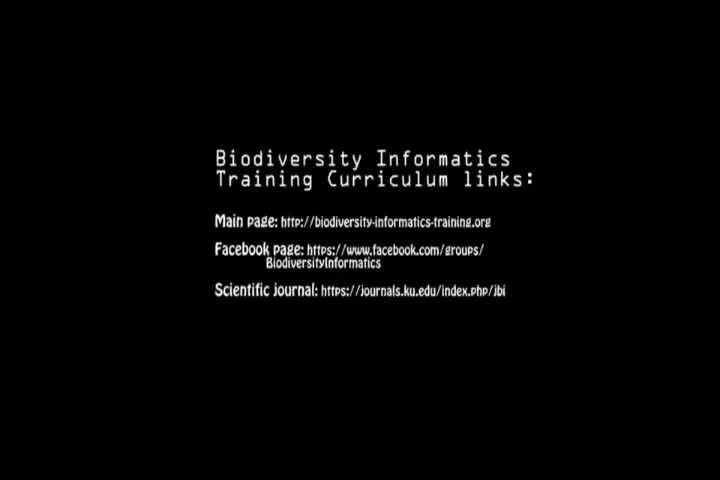 Biodiversity Informatics
Training Curriculum links:
Main page: http://biodiversity-informatics-training.org
Facebook page: https://www.facebook.com/groups/
BiodiversityInformatics
Scientific journal: https://journals.ku.edu/index.php/jbi